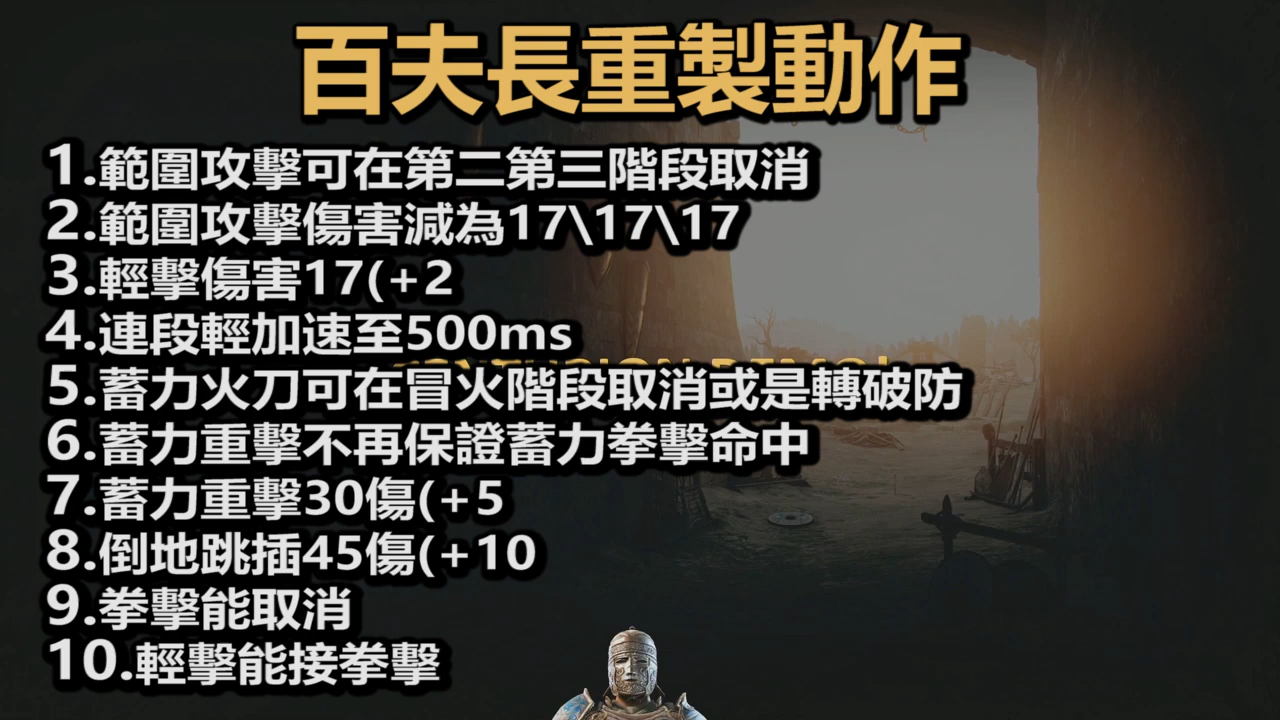 百夫長重製動作
1.範圍攻擊可在第二第三階段取消
2.範圍攻擊傷害減為17\17\17
3.輕擊傷害17(+2
4.連段輕加速至500ms
5.蓄力火刀可在冒火階段取消或是轉破防
6.蓄力重擊不再保證蓄力拳擊命中
7.蓄力重擊30傷(+5
8.倒地跳插45傷(+10
9.拳擊能取消
10.輕擊能接拳擊